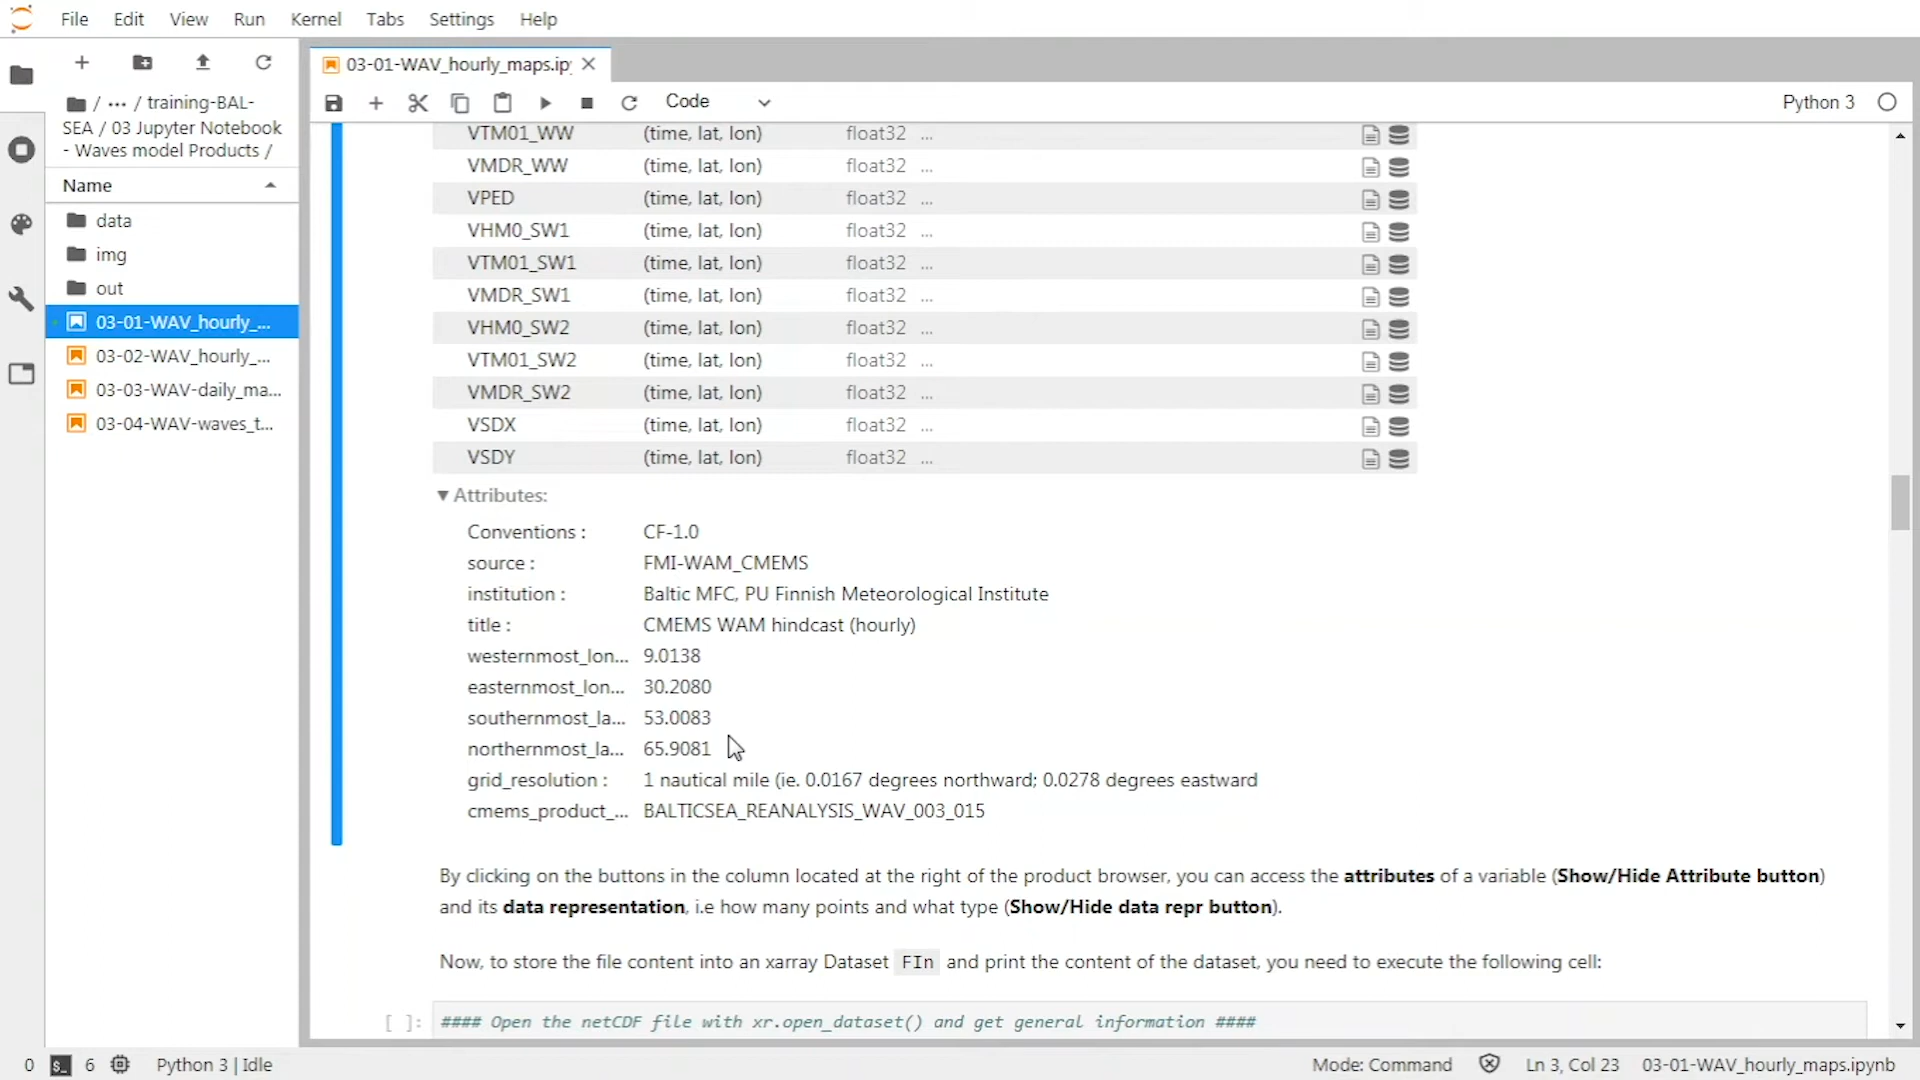 File Edit View Run Kernel Tabs Settings Help
03-01-WAV_hourly_maps.ip
/ ··· / training-BAL-
SEA / 03 Jupyter Notebook
- Waves model Products /
Name
data
img
out
03-01-WAV_hourly_...
03-02-WAV_hourly_...
03-03-WAV-daily_ma...
03-04-WAV-waves_t...
Code
Python 3
VTM01_WW (time, lat, lon) float32 ...
VMDR_WW (time, lat, lon) float32 ...
VPED (time, lat, lon) float32 ...
VHM0_SW1 (time, lat, lon) float32 ...
VTM01_SW1 (time, lat, lon) float32 ...
VMDR_SW1 (time, lat, lon) float32 ...
VHM0_SW2 (time, lat, lon) float32 ...
VTM01_SW2 (time, lat, lon) float32 ...
VMDR_SW2 (time, lat, lon) float32 ...
VSDX (time, lat, lon) float32 ...
VSDY (time, lat, lon) float32 ...
Attributes:
Conventions : CF-1.0
source : FMI-WAM_CMEMS
institution : Baltic MFC, PU Finnish Meteorological Institute
title : CMEMS WAM hindcast (hourly)
westernmost_lon... 9.0138
easternmost_lon... 30.2080
southernmost_la... 53.0083
northernmost_la... 65.9081
grid_resolution : 1 nautical mile (ie. 0.0167 degrees northward; 0.0278 degrees eastward
cmems_product_... BALTICSEA_REANALYSIS_WAV_003_015
By clicking on the buttons in the column located at the right of the product browser, you can access the attributes of a variable (Show/Hide Attribute button)
and its data representation, i.e how many points and what type (Show/Hide data repr button).
Now, to store the file content into an xarray Dataset FIn and print the content of the dataset, you need to execute the following cell:
[ ]: #### Open the netCDF file with xr.open_dataset() and get general information ####
0 $_ 6 Python 3 | Idle Mode: Command Ln 3, Col 23 03-01-WAV_hourly_maps.ipynb